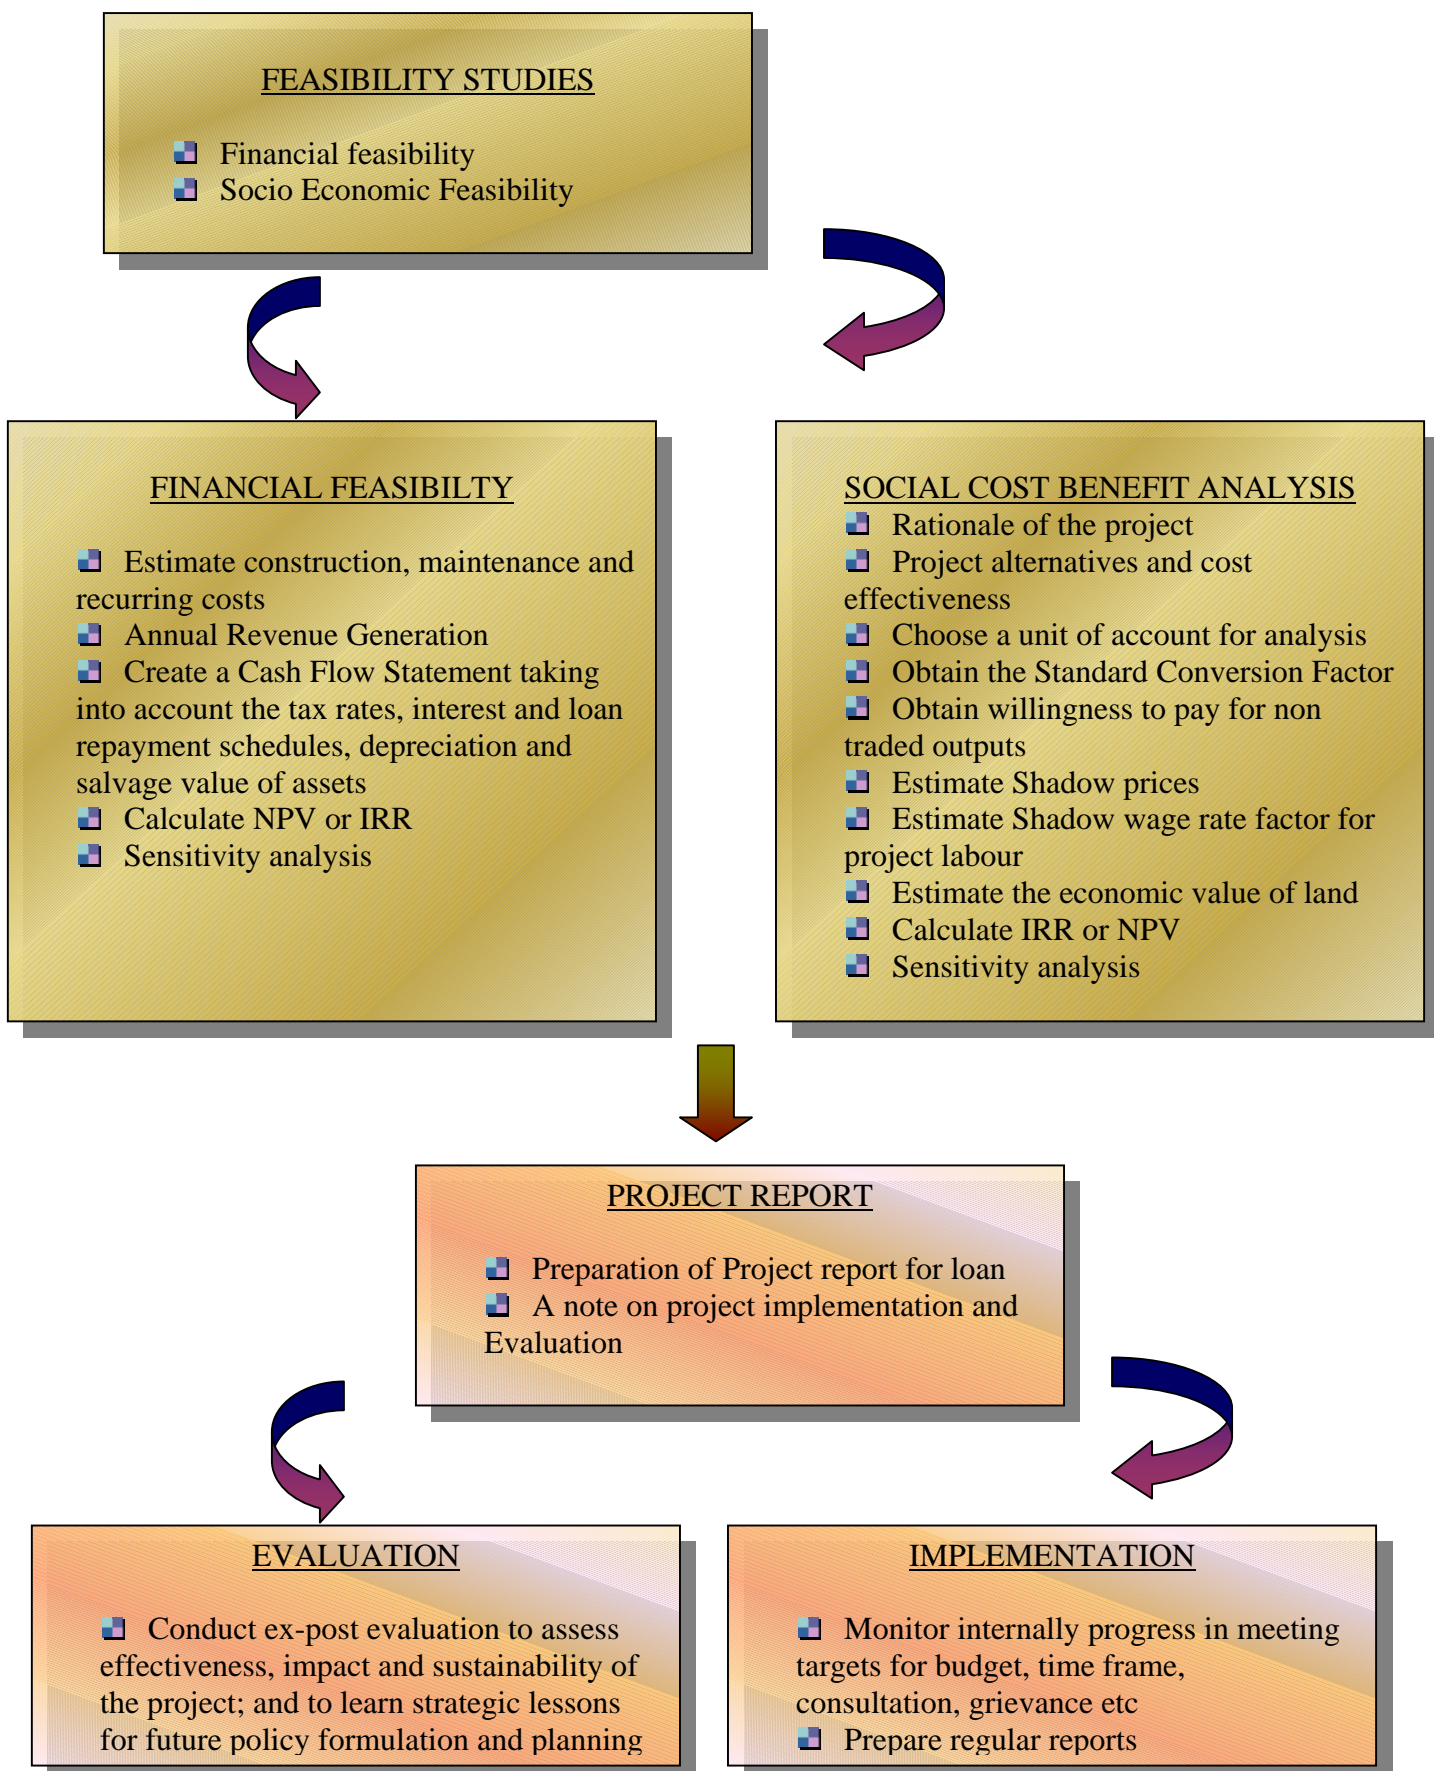 FEASIBILITY STUDIES
Financial feasibility
Socio Economic Feasibility
FINANCIAL FEASIBILTY
Estimate construction, maintenance and
recurring costs
Annual Revenue Generation
Create a Cash Flow Statement taking
into account the tax rates, interest and loan
repayment schedules, depreciation and
salvage value of assets
Calculate NPV or IRR
Sensitivity analysis
SOCIAL COST BENEFIT ANALYSIS
Rationale of the project
Project alternatives and cost
effectiveness
Choose a unit of account for analysis
Obtain the Standard Conversion Factor
Obtain willingness to pay for non
traded outputs
Estimate Shadow prices
Estimate Shadow wage rate factor for
project labour
Estimate the economic value of land
Calculate IRR or NPV
Sensitivity analysis
PROJECT REPORT
Preparation of Project report for loan
A note on project implementation and
Evaluation
EVALUATION
Conduct ex-post evaluation to assess
effectiveness, impact and sustainability of
the project; and to learn strategic lessons
for future policy formulation and planning
IMPLEMENTATION
Monitor internally progress in meeting
targets for budget, time frame,
consultation, grievance etc
Prepare regular reports